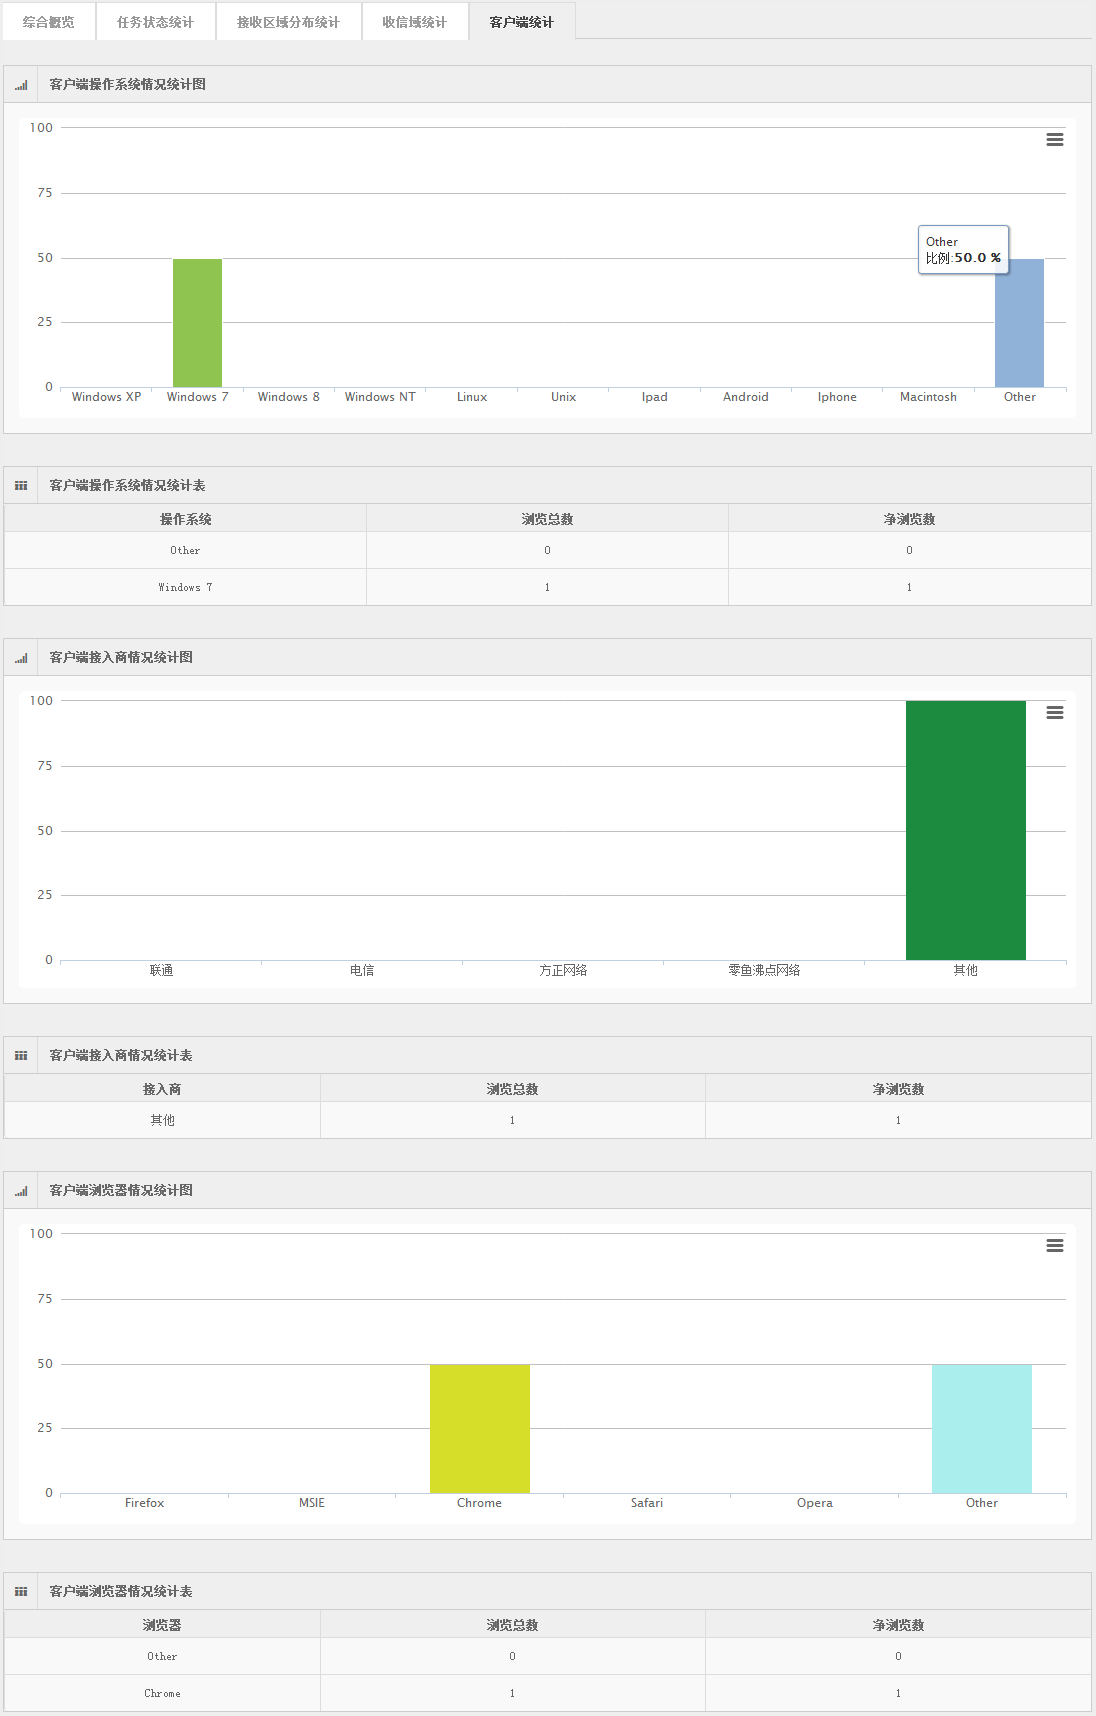 综合概览 任务状态统计 接收区域分布统计 收信域统计 客户端统计
客户端操作系统情况统计图
100
75
50
25
0
Other
比例:50.0 %
Windows XP Windows 7 Windows 8 Windows NT Linux Unix Ipad Android Iphone Macintosh Other
客户端操作系统情况统计表
操作系统 浏览总数 净浏览数
Other 0 0
Windows 7 1 1
客户端接入商情况统计图
100
75
50
25
0
联通 电信 方正网络 零鱼沸点网络 其他
客户端接入商情况统计表
接入商 浏览总数 净浏览数
其他 1 1
客户端浏览器情况统计图
100
75
50
25
0
Firefox MSIE Chrome Safari Opera Other
客户端浏览器情况统计表
浏览器 浏览总数 净浏览数
Other 0 0
Chrome 1 1